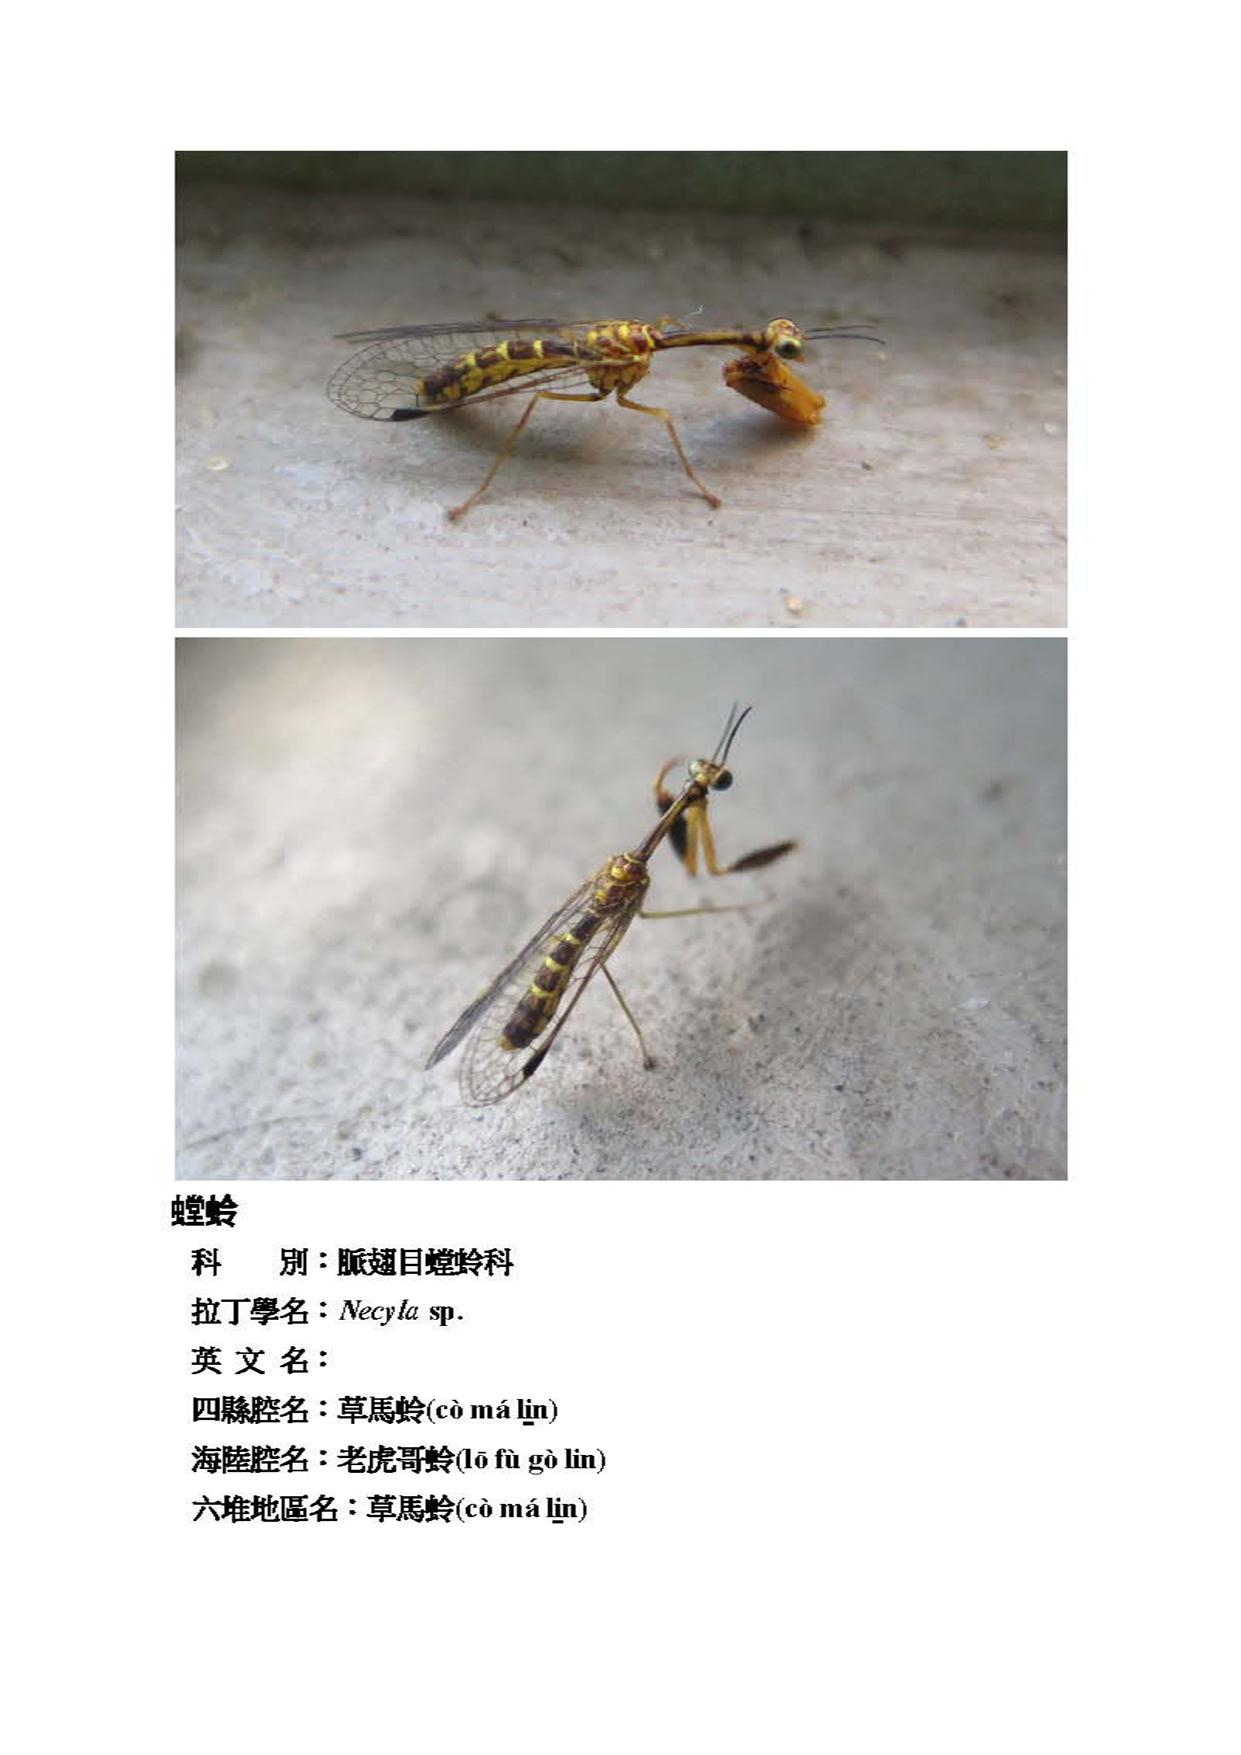 螳蛉
科　　別：脈翅目螳蛉科
拉丁學名：Necyla sp.
英 文 名：
四縣腔名：草馬蛉(cò má li̠n)
海陸腔名：老虎哥蛉(lō fù gò lin)
六堆地區名：草馬蛉(cò má li̠n)